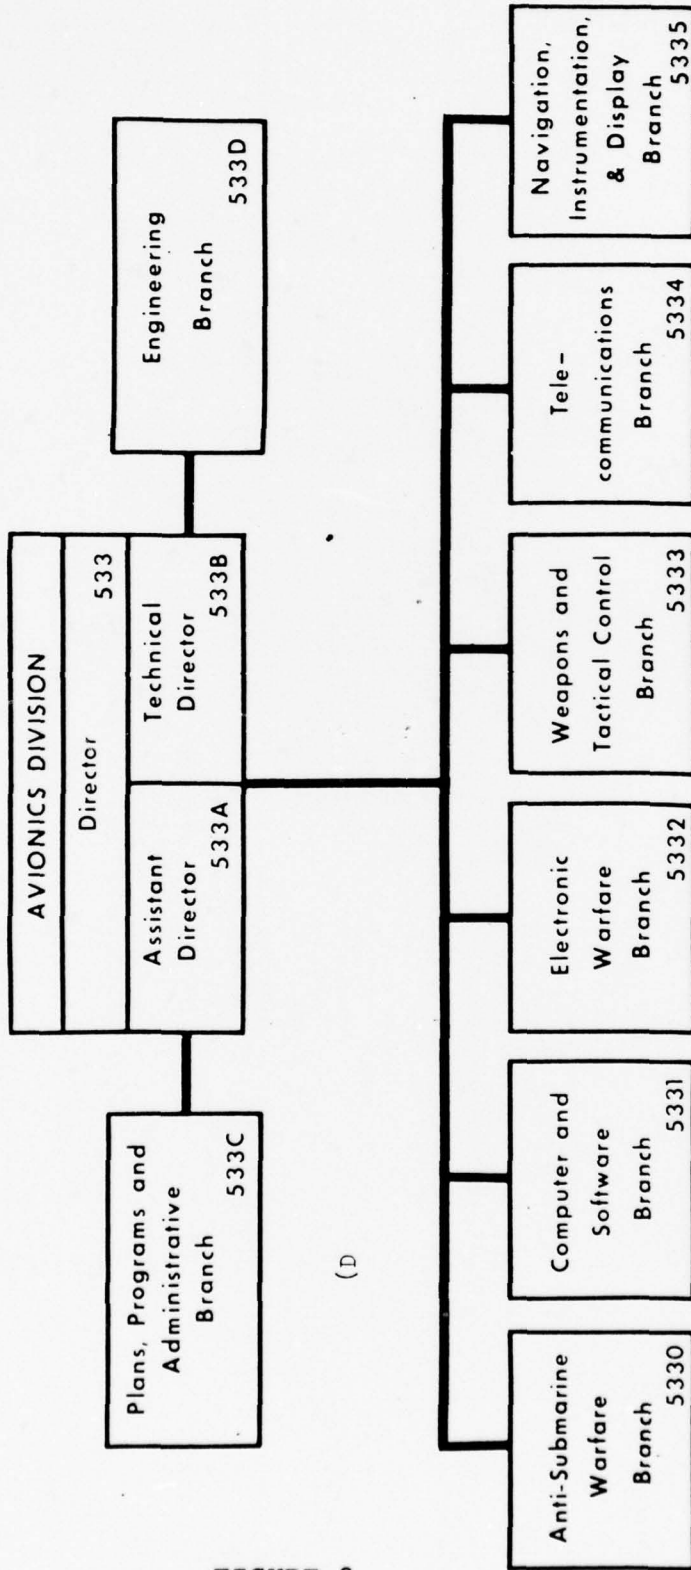 AVIONICS DIVISION
Director
533
Assistant
Director
533A
Technical
Director
533B
Plans, Programs and
Administrative
Branch
533C
Engineering
Branch
533D
(D
Anti-Submarine
Warfare
Branch
5330
Computer and
Software
Branch
5331
Electronic
Warfare
Branch
5332
Weapons and
Tactical Control
Branch
5333
Tele-
communications
Branch
5334
Navigation,
Instrumentation,
& Display
Branch
5335